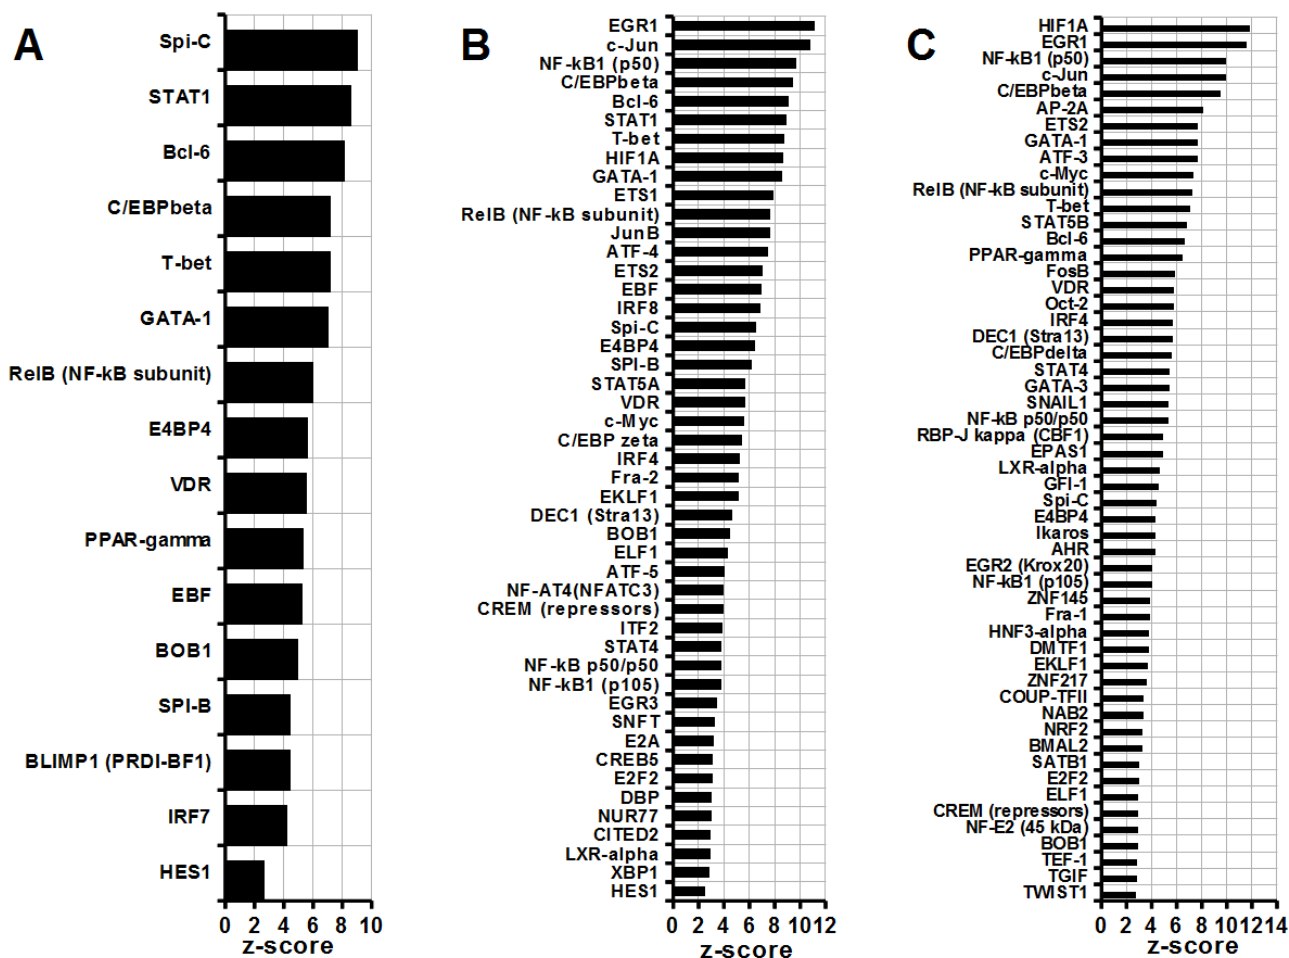 A
Spi-C
STAT1
Bcl-6
C/EBPbeta
T-bet
GATA-1
RelB (NF-kB subunit)
E4BP4
VDR
PPAR-gamma
EBF
BOB1
SPI-B
BLIMP1 (PRDI-BF1)
IRF7
HES1
0 2 4 6 8 10
z-score
B
EGR1
c-Jun
NF-kB1 (p50)
C/EBPbeta
Bcl-6
STAT1
T-bet
HIF1A
GATA-1
ETS1
RelB (NF-kB subunit)
JunB
ATF-4
ETS2
EBF
IRF8
Spi-C
E4BP4
SPI-B
STAT5A
VDR
c-Myc
C/EBP zeta
IRF4
Fra-2
EKLF1
DEC1 (Stra13)
BOB1
ELF1
ATF-5
NF-AT4(NFATC3)
CREM (repressors)
ITF2
STAT4
NF-kB p50/p50
NF-kB1 (p105)
EGR3
SNFT
E2A
CREB5
E2F2
DBP
NUR77
CITED2
LXR-alpha
XBP1
HES1
0 2 4 6 8 10 12
z-score
C
HIF1A
EGR1
NF-kB1 (p50)
c-Jun
C/EBPbeta
AP-2A
ETS2
GATA-1
ATF-3
c-Myc
RelB (NF-kB subunit)
T-bet
STAT5B
Bcl-6
PPAR-gamma
FosB
VDR
Oct-2
IRF4
DEC1 (Stra13)
C/EBPdelta
STAT4
GATA-3
SNAIL1
NF-kB p50/p50
RBP-J kappa (CBF1)
EPAS1
LXR-alpha
GFI-1
Spi-C
E4BP4
Ikaros
AHR
EGR2 (Krox20)
NF-kB1 (p105)
ZNF145
Fra-1
HNF3-alpha
DMTF1
EKLF1
ZNF217
COUP-TFII
NAB2
NRF2
BMAL2
SATB1
E2F2
ELF1
CREM (repressors)
NF-E2 (45 kDa)
BOB1
TEF-1
TGIF
TWIST1
0 2 4 6 8 10 12 14
z-score